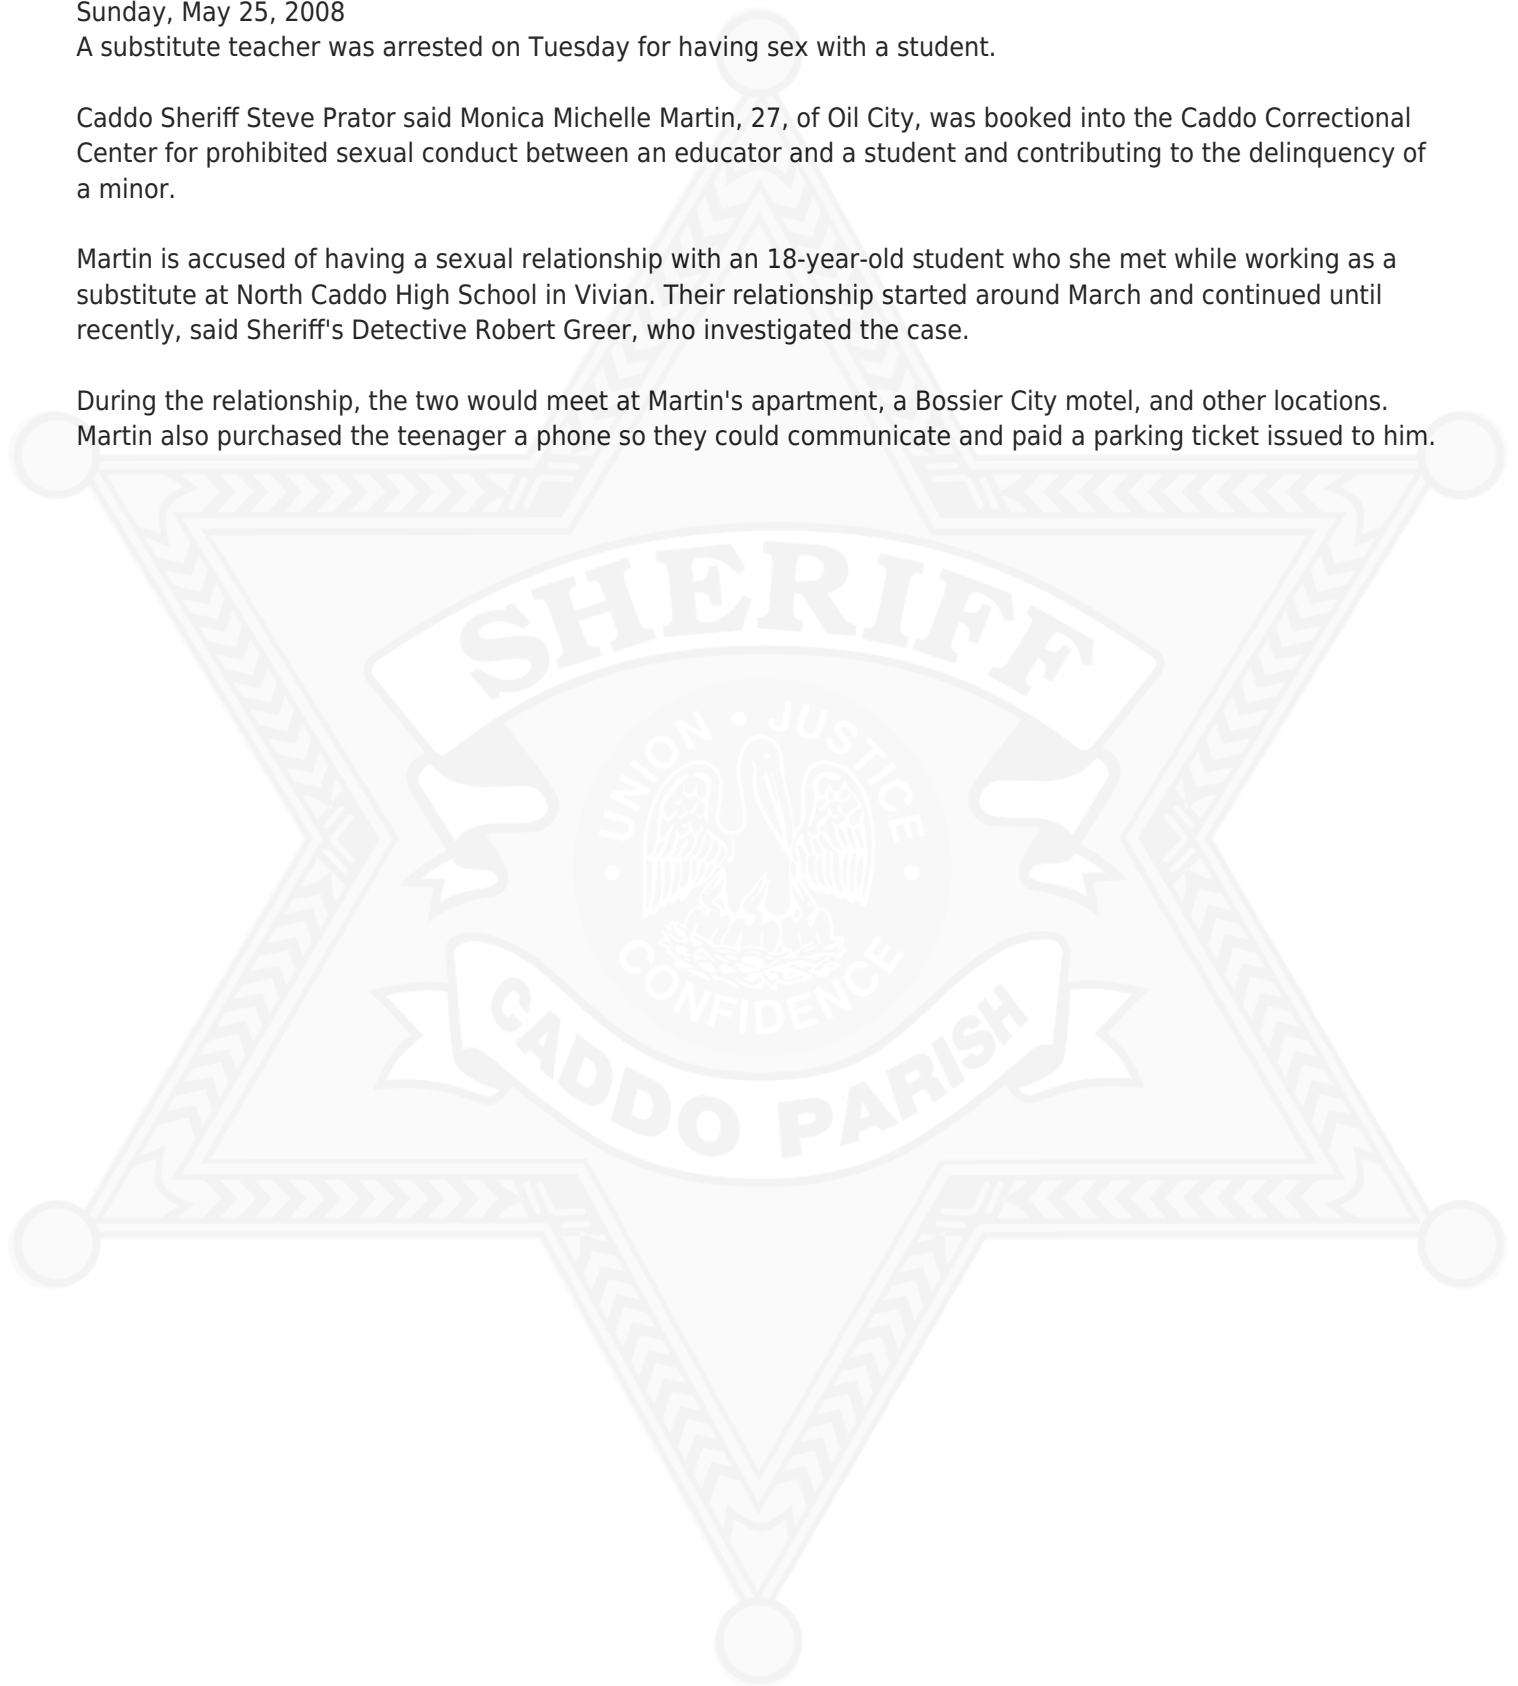 Sunday, May 25, 2008
A substitute teacher was arrested on Tuesday for having sex with a student.
Caddo Sheriff Steve Prator said Monica Michelle Martin, 27, of Oil City, was booked into the Caddo Correctional
Center for prohibited sexual conduct between an educator and a student and contributing to the delinquency of
a minor.
Martin is accused of having a sexual relationship with an 18-year-old student who she met while working as a
substitute at North Caddo High School in Vivian. Their relationship started around March and continued until
recently, said Sheriff's Detective Robert Greer, who investigated the case.
During the relationship, the two would meet at Martin's apartment, a Bossier City motel, and other locations.
Martin also purchased the teenager a phone so they could communicate and paid a parking ticket issued to him.
SHERIFF
UNION • JUSTICE
• CONFIDENCE •
CADDO PARISH